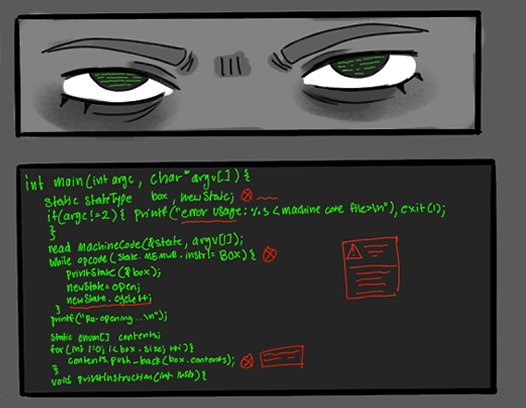 int main(int argc, char* argv[]) {
static stateType box, newState;
if(argc!=2){ printf("error usage: %s <machine code file>\n"), exit(1);
}
read machineCode(&state, argv[]);
while opcode(state.MEMWB.instr!= BOX) {
printState(&box);
newState=open;
newState.cycle++;
}
printf("Re-opening...\n");
static enum[] contents;
for(int i=0; i<box.size; ++i) {
contents.push_back(box.contents);
}
void printInstruction(int instr) {